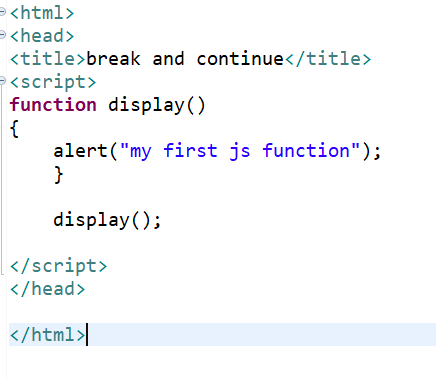 <html>
<head>
<title>break and continue</title>
<script>
function display()
{
    alert("my first js function");
    }

    display();

</script>
</head>

</html>